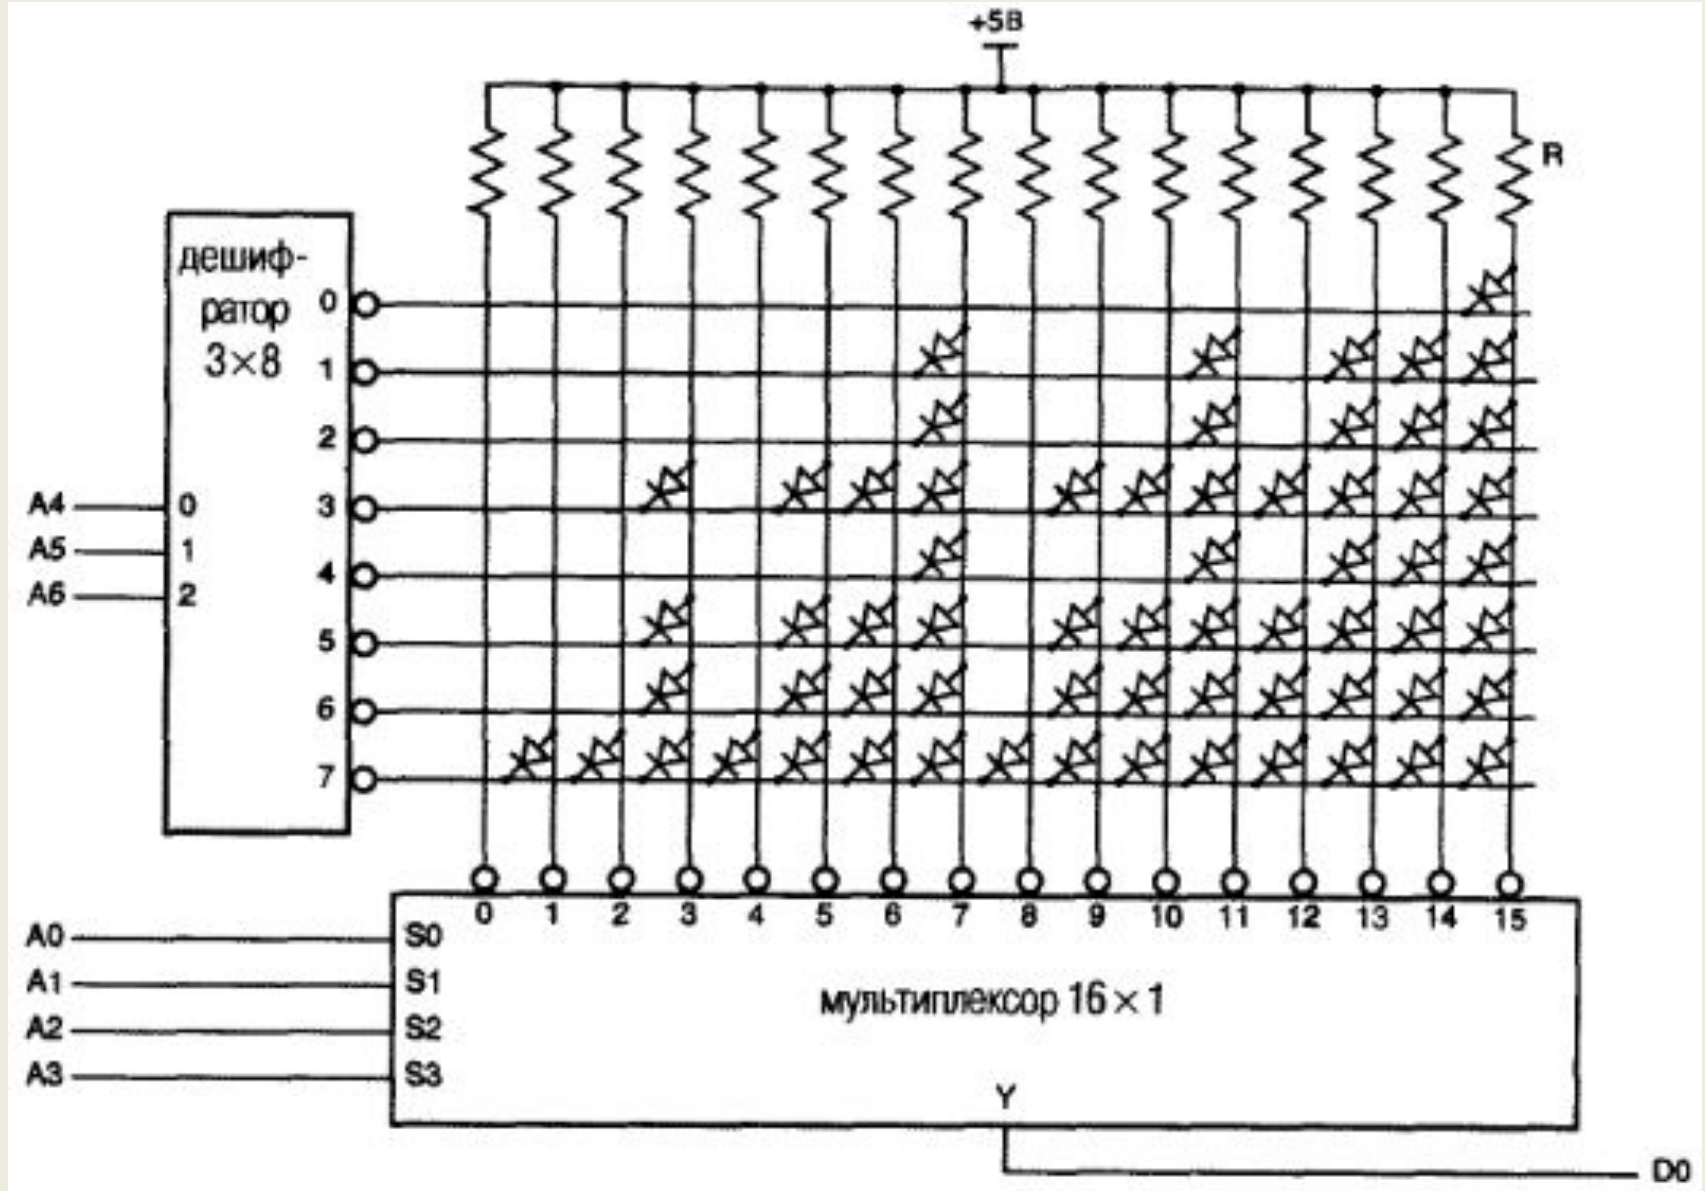 +5В
R
дешиф-
ратор
3×8
0
1
2
3
4
5
6
7
A4 0
A5 1
A6 2
0 1 2 3 4 5 6 7 8 9 10 11 12 13 14 15
A0 S0
A1 S1
A2 S2
A3 S3
мультиплексор 16×1
Y
D0